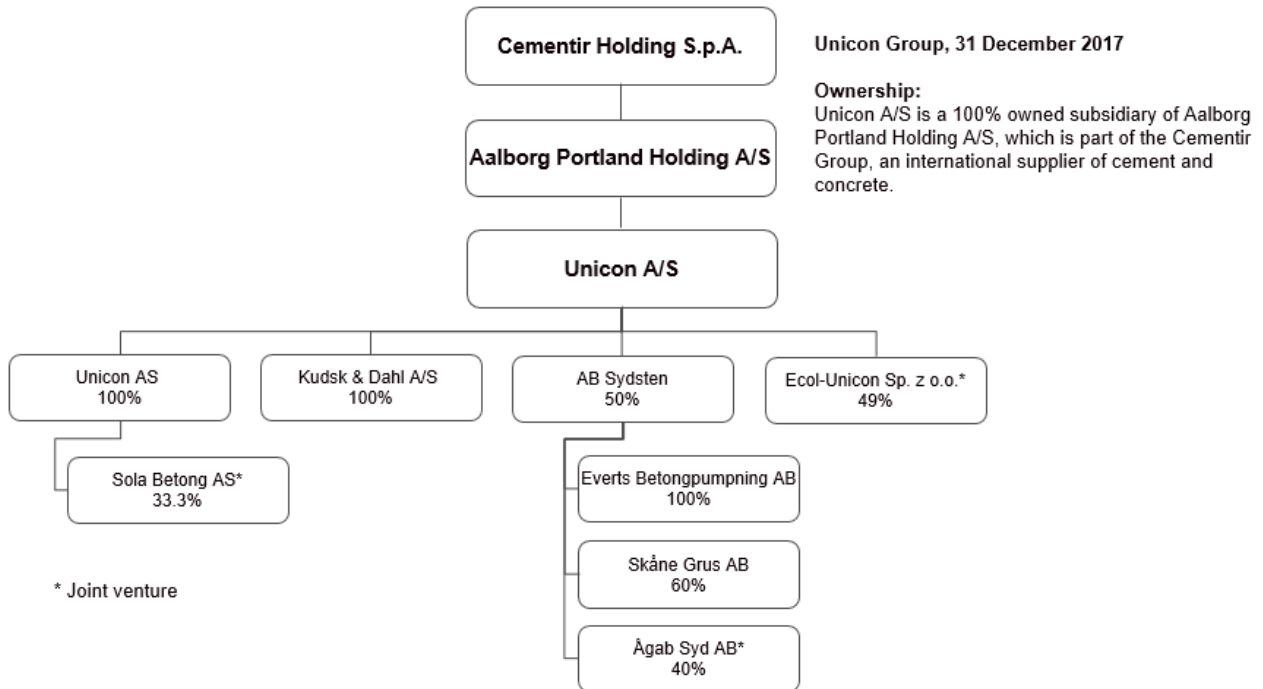 Cementir Holding S.p.A.
Unicon Group, 31 December 2017
Ownership:
Unicon A/S is a 100% owned subsidiary of Aalborg
Portland Holding A/S, which is part of the Cementir
Group, an international supplier of cement and
concrete.
Aalborg Portland Holding A/S
Unicon A/S
Unicon AS
100%
Kudsk & Dahl A/S
100%
AB Sydsten
50%
Ecol-Unicon Sp. z o.o.*
49%
Sola Betong AS*
33.3%
Everts Betongpumpning AB
100%
Skåne Grus AB
60%
Ågab Syd AB*
40%
* Joint venture